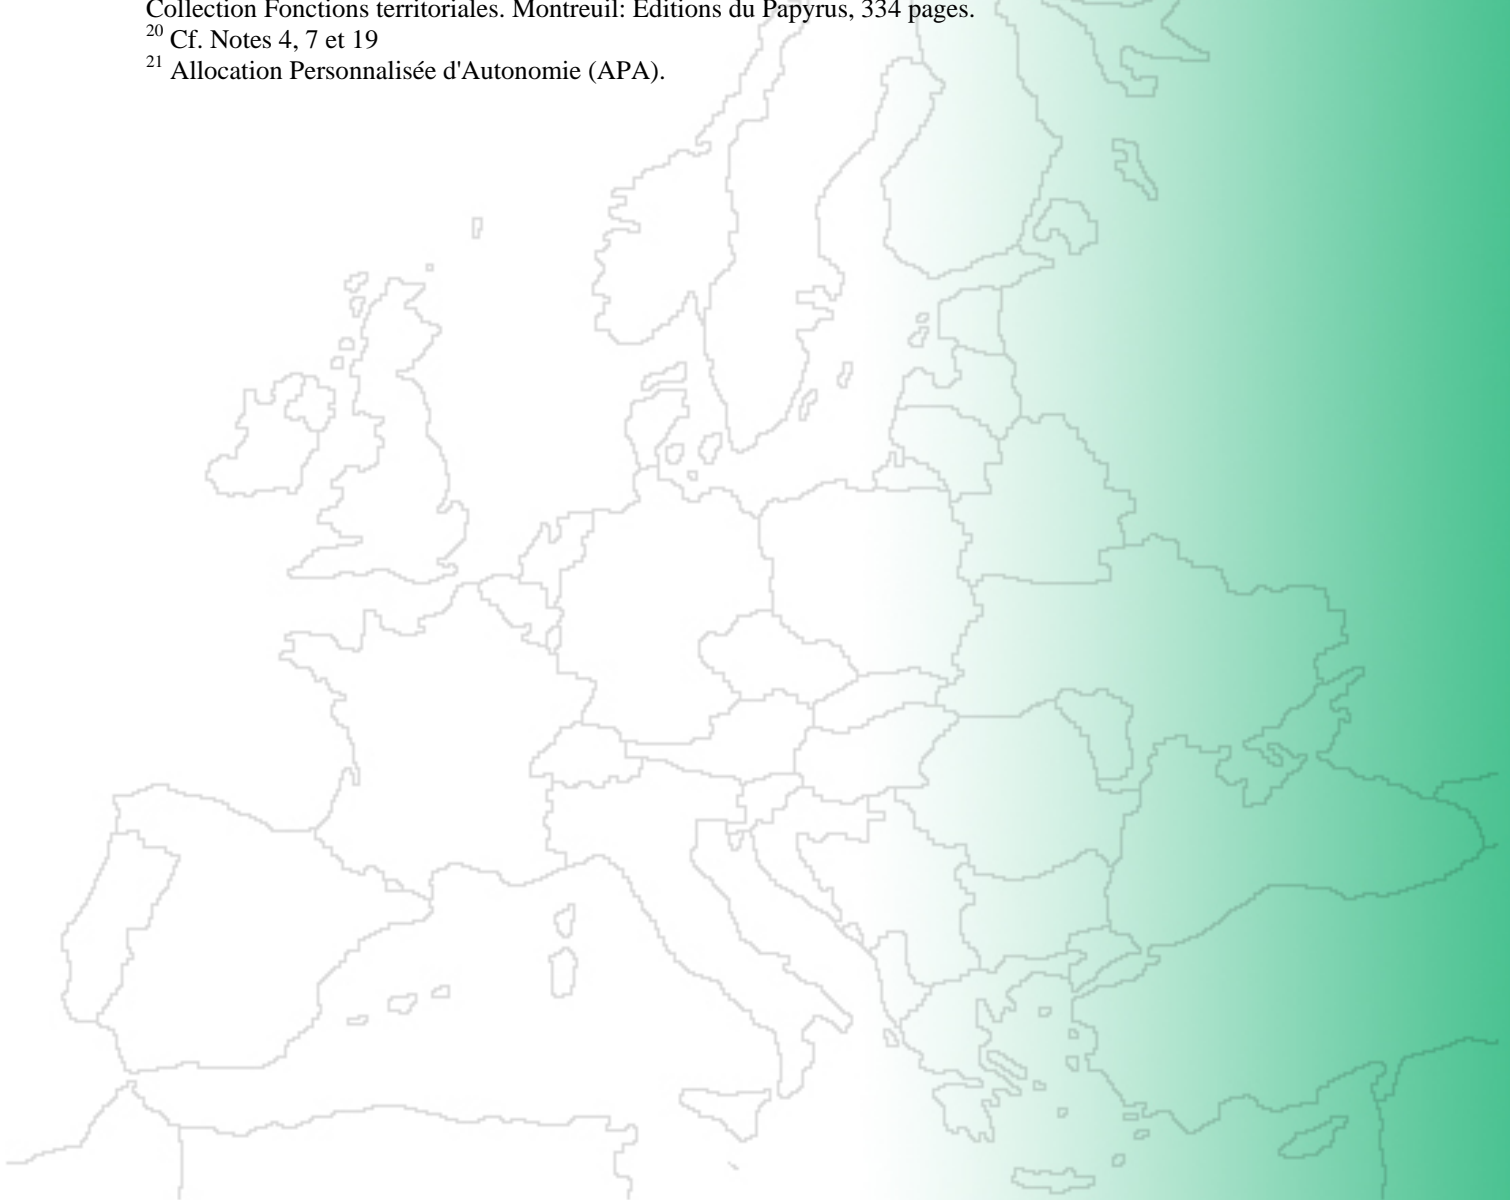 Collection Fonctions territoriales. Montreuil: Editions du Papyrus, 334 pages.
20 Cf. Notes 4, 7 et 19
21 Allocation Personnalisée d'Autonomie (APA).